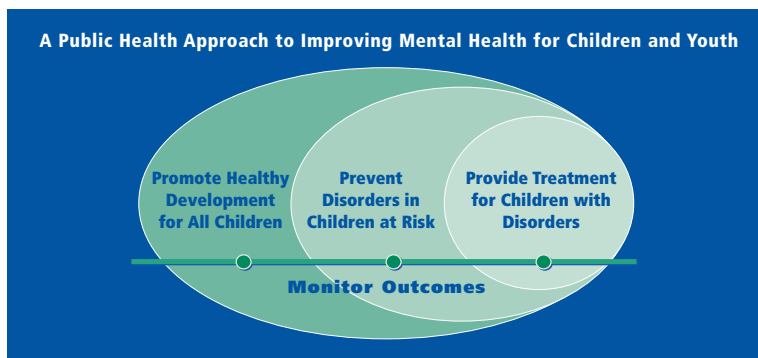 A Public Health Approach to Improving Mental Health for Children and Youth
Promote Healthy
Development
for All Children
Prevent
Disorders in
Children at Risk
Provide Treatment
for Children with
Disorders
Monitor Outcomes